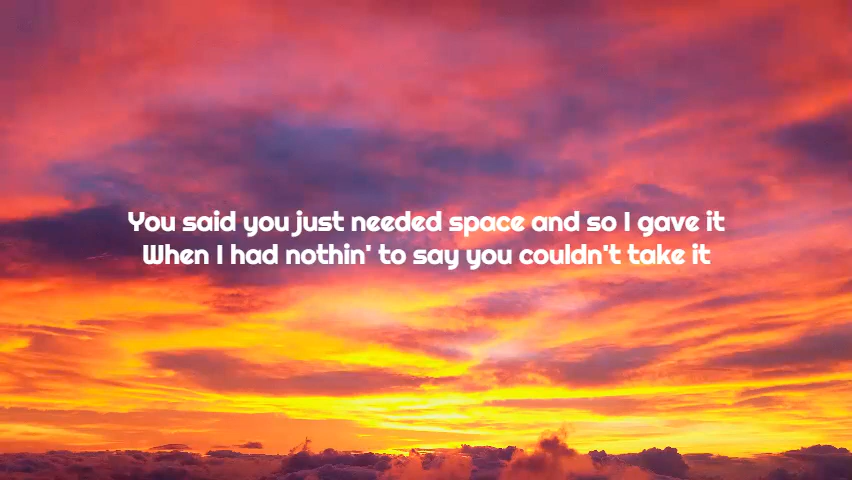 You said you just needed space and so I gave it
When I had nothin' to say you couldn't take it